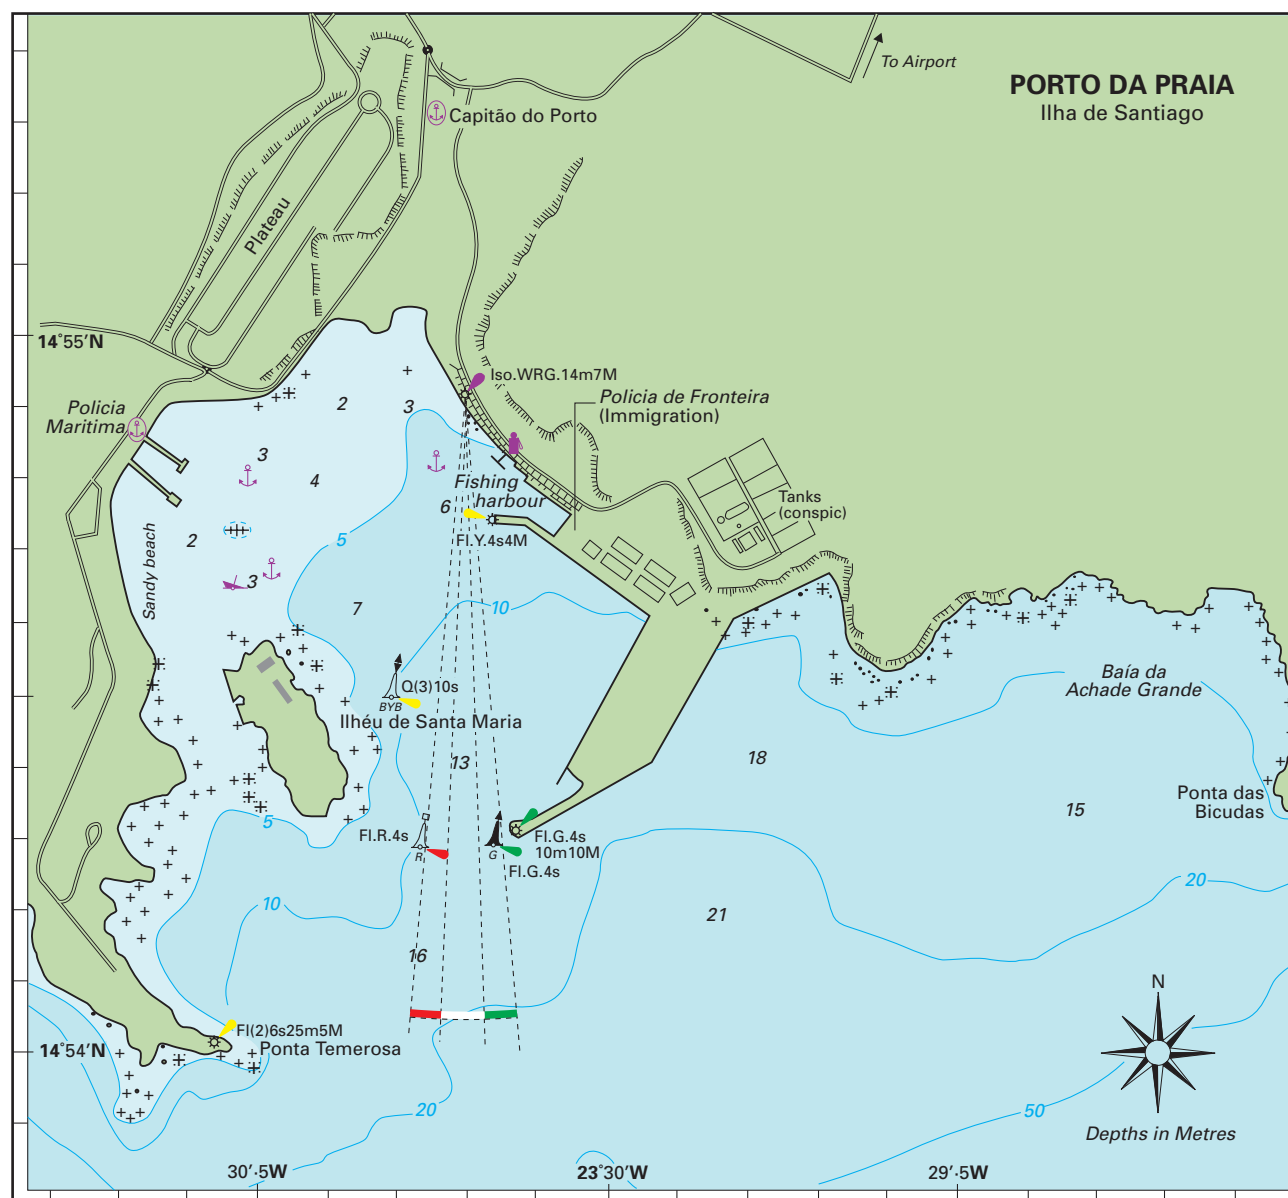 To Airport
PORTO DA PRAIA
Ilha de Santiago
Capitão do Porto
Plateau
14°55'N
Iso.WRG.14m7M
Policia de Fronteira
(Immigration)
Policia
Maritima
2
3
3
4
Fishing
harbour
6
Tanks
(conspic)
Fl.Y.4s4M
Sandy beach
2
5
3
7
10
Q(3)10s
BYB
Ilhéu de Santa Maria
Baía da
Achade Grande
13
18
Ponta das
Bicudas
15
5
Fl.R.4s
R
G
Fl.G.4s
10m10M
Fl.G.4s
20
10
21
16
N
Fl(2)6s25m5M
Ponta Temerosa
14°54'N
20
50
Depths in Metres
30'·5W
23°30'W
29'·5W